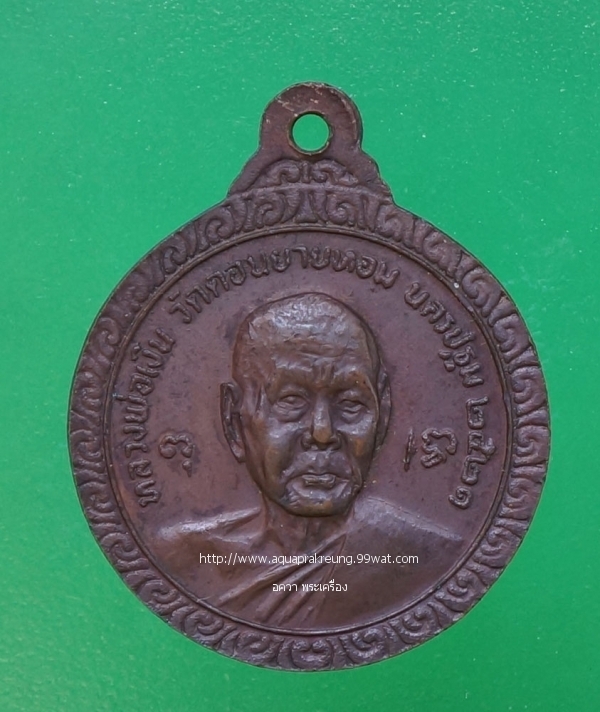 หลวงพ่อเงิน วัดดอนยายหอม นครปฐม ๒๕๒๑
http://www.aquaprakreung.99wat.com
อควา พระเครื่อง